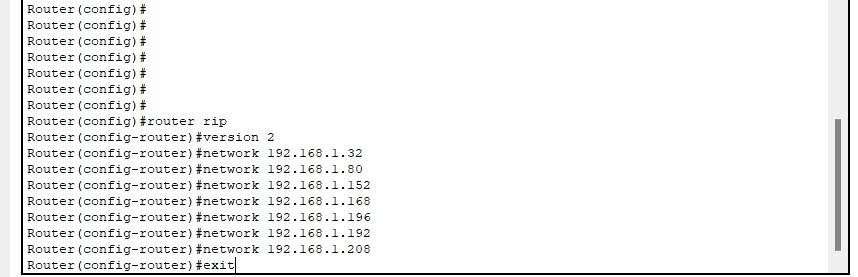 Router(config)#
Router(config)#
Router(config)#
Router(config)#
Router(config)#
Router(config)#
Router(config)#
Router(config)#router rip
Router(config-router)#version 2
Router(config-router)#network 192.168.1.32
Router(config-router)#network 192.168.1.80
Router(config-router)#network 192.168.1.152
Router(config-router)#network 192.168.1.168
Router(config-router)#network 192.168.1.196
Router(config-router)#network 192.168.1.192
Router(config-router)#network 192.168.1.208
Router(config-router)#exit